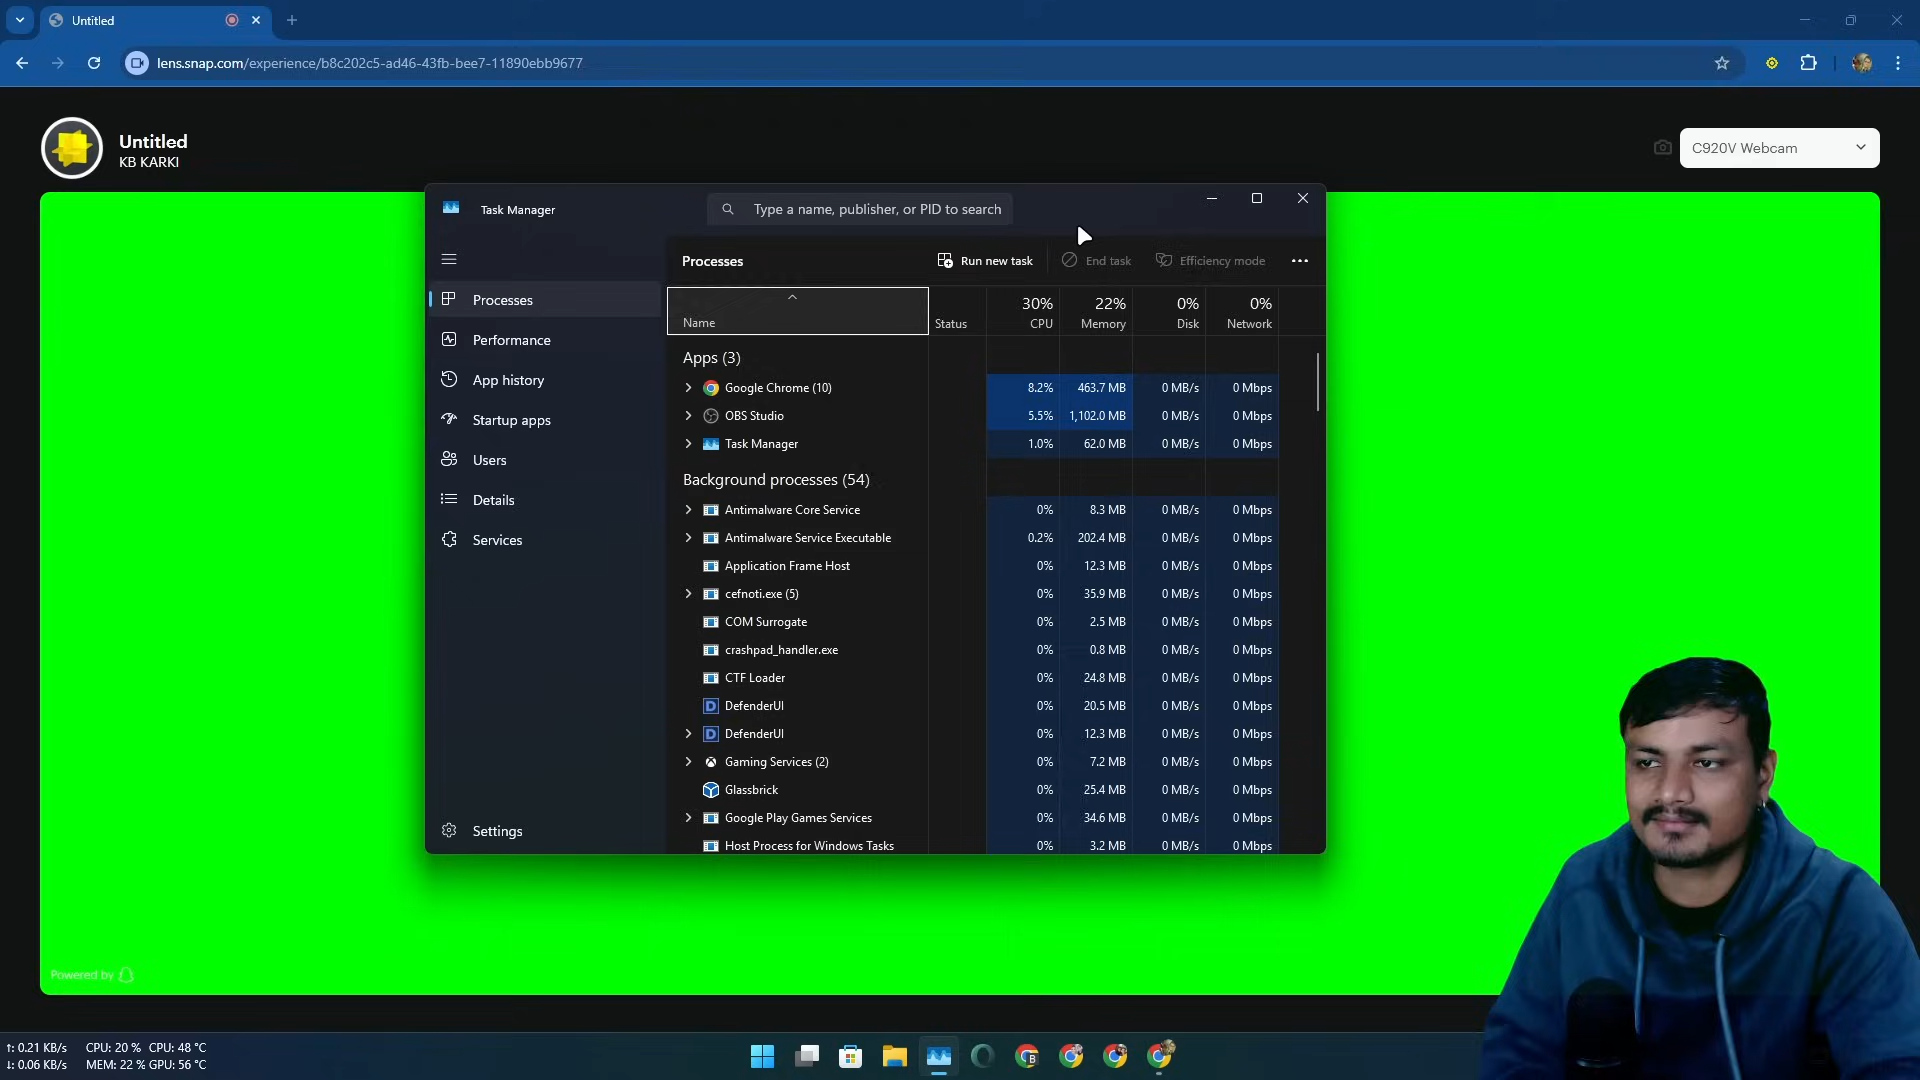 Untitled
lens.snap.com/experience/b8c202c5-ad46-43fb-bee7-11890ebb9677
Untitled
KB KARKI
C920V Webcam
Task Manager
Type a name, publisher, or PID to search
Processes
Run new task
End task
Efficiency mode
Processes
Performance
App history
Startup apps
Users
Details
Services
Settings
30% 22% 0% 0%
Name Status CPU Memory Disk Network
Apps (3)
Google Chrome (10) 8.2% 463.7 MB 0 MB/s 0 Mbps
OBS Studio 5.5% 1,102.0 MB 0 MB/s 0 Mbps
Task Manager 1.0% 62.0 MB 0 MB/s 0 Mbps
Background processes (54)
Antimalware Core Service 0% 8.3 MB 0 MB/s 0 Mbps
Antimalware Service Executable 0.2% 202.4 MB 0 MB/s 0 Mbps
Application Frame Host 0% 12.3 MB 0 MB/s 0 Mbps
cefnoti.exe (5) 0% 35.9 MB 0 MB/s 0 Mbps
COM Surrogate 0% 2.5 MB 0 MB/s 0 Mbps
crashpad_handler.exe 0% 0.8 MB 0 MB/s 0 Mbps
CTF Loader 0% 24.8 MB 0 MB/s 0 Mbps
DefenderUI 0% 20.5 MB 0 MB/s 0 Mbps
DefenderUI 0% 12.3 MB 0 MB/s 0 Mbps
Gaming Services (2) 0% 7.2 MB 0 MB/s 0 Mbps
Glassbrick 0% 25.4 MB 0 MB/s 0 Mbps
Google Play Games Services 0% 34.6 MB 0 MB/s 0 Mbps
Host Process for Windows Tasks 0% 3.2 MB 0 MB/s 0 Mbps
Powered by
↑: 0.21 KB/s CPU: 20 % CPU: 48 °C
↓: 0.06 KB/s MEM: 22 % GPU: 56 °C